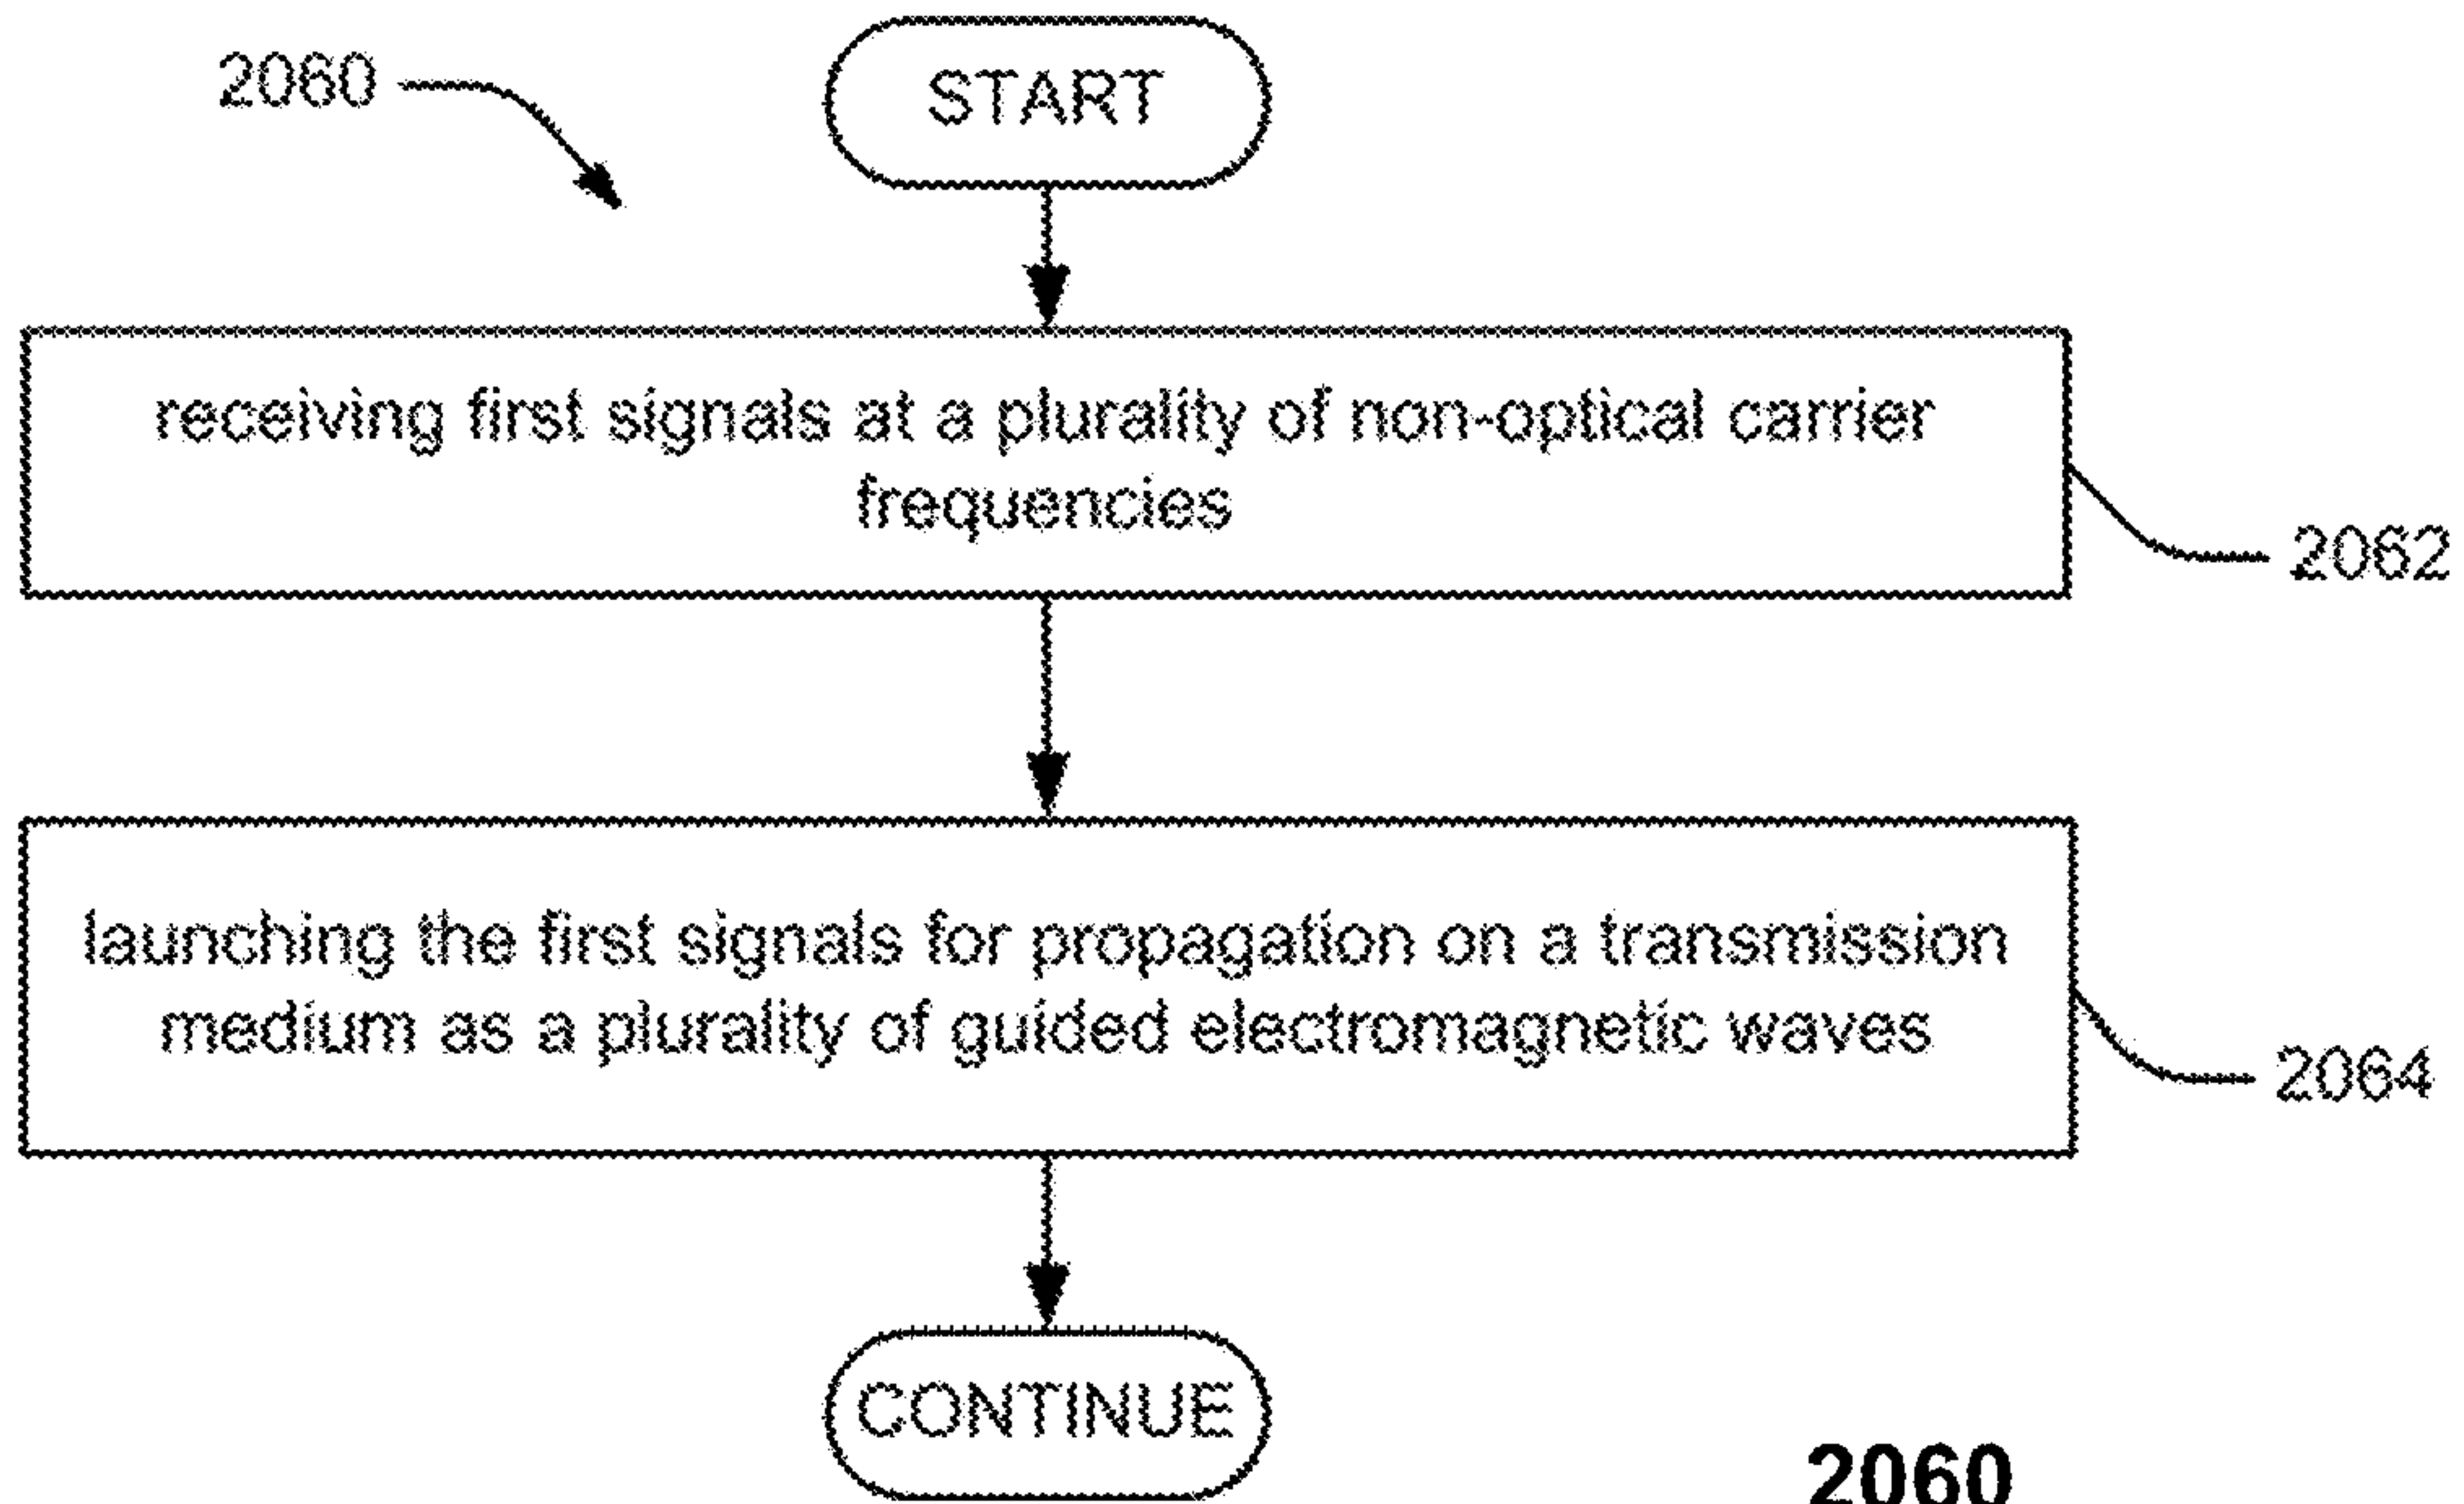 2060
START
receiving first signals at a plurality of non-optical carrier
frequencies
2062
launching the first signals for propagation on a transmission
medium as a plurality of guided electromagnetic waves
2064
CONTINUE
2060